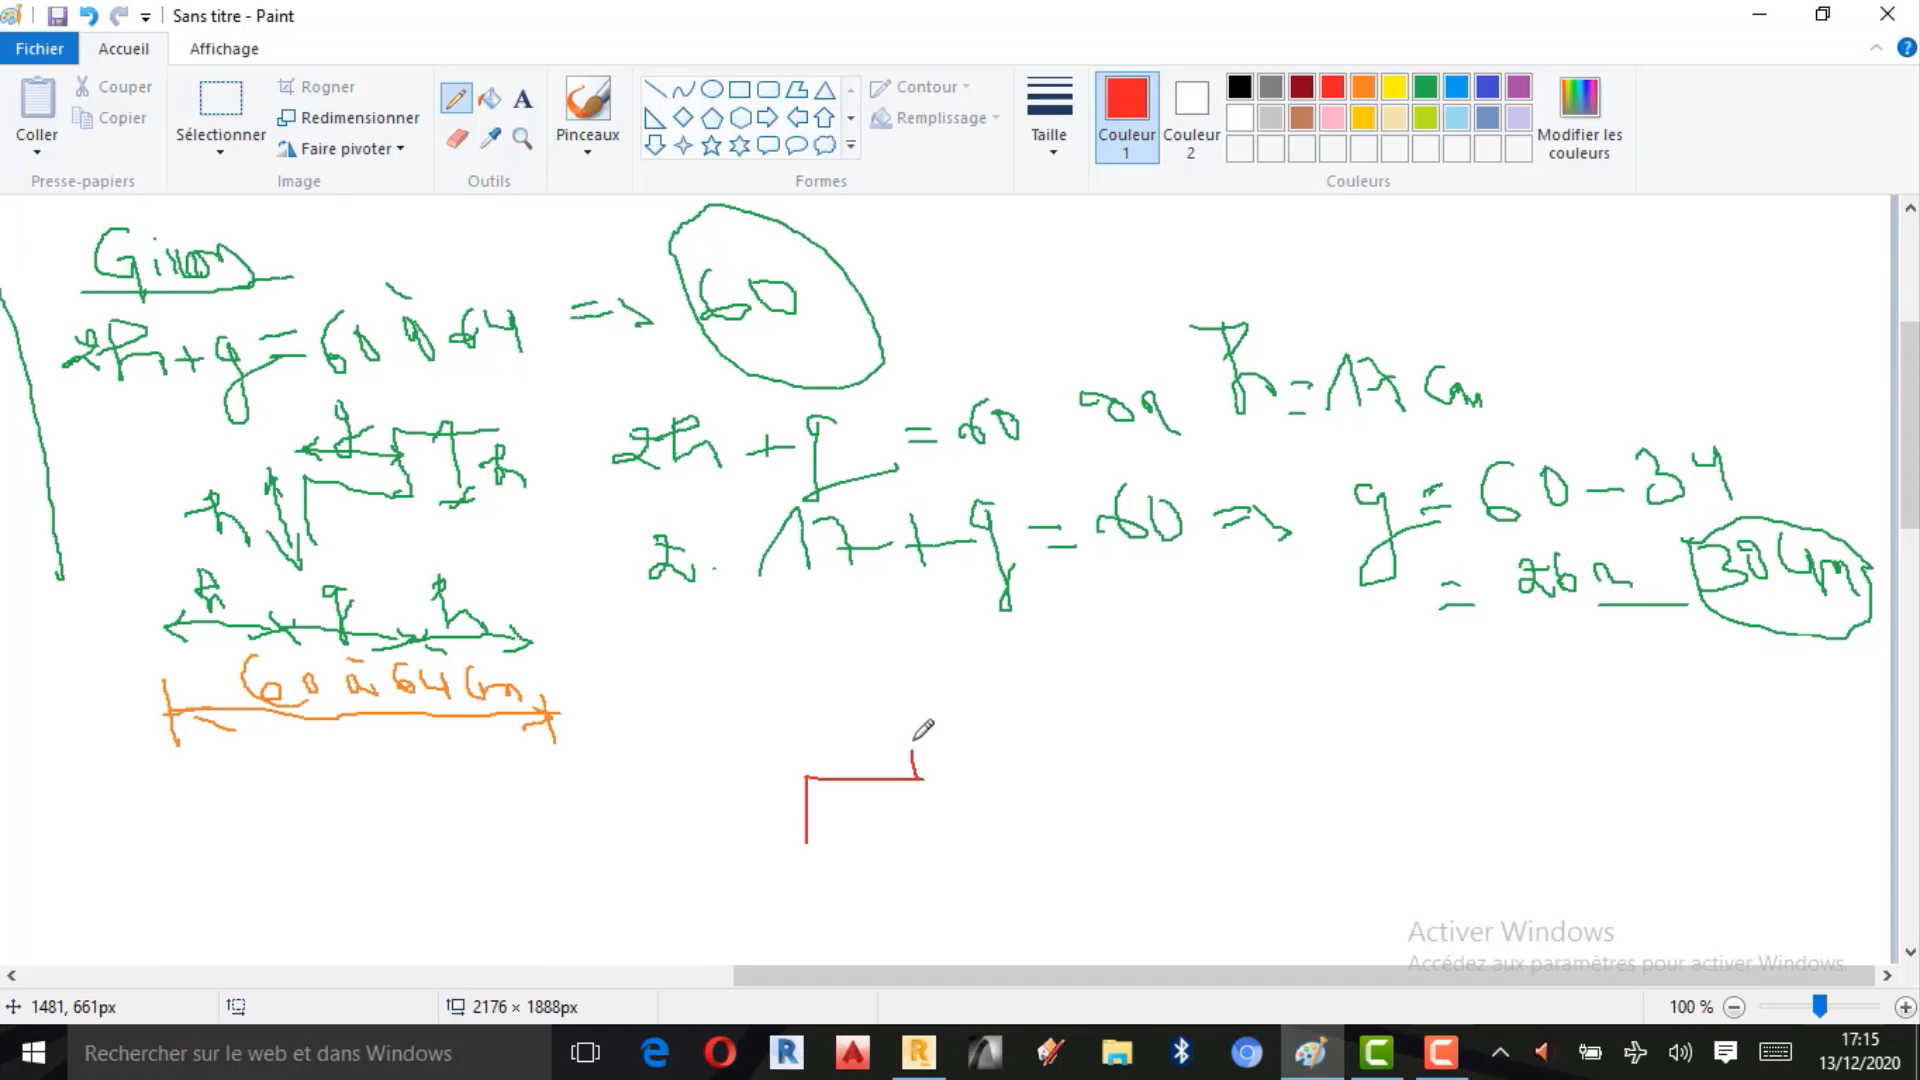 Sans titre - Paint
Fichier Accueil Affichage
Coller
Couper
Copier
Presse-papiers
Sélectionner
Rogner
Redimensionner
Faire pivoter
Image
A
Outils
Pinceaux
Contour
Remplissage
Formes
Taille
Couleur 1
Couleur 2
Modifier les couleurs
Couleurs
Giron
2h+g=60 à 64 => 60
2h + g = 60 or h = 17 cm
2. 17+g=60 => g = 60 - 34
= 26 ~ 30 cm
g
h
h
h g h
60 à 64 cm
Activer Windows
Accédez aux paramètres pour activer Windows.
1481, 661px
2176 × 1888px
100 %
Rechercher sur le web et dans Windows
17:15
13/12/2020